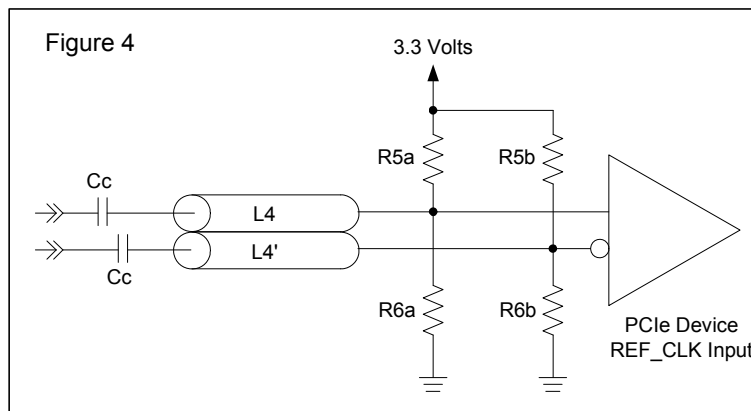 Figure 4
3.3 Volts
R5a
R5b
Cc
L4
L4'
Cc
R6a
R6b
PCIe Device
REF_CLK Input